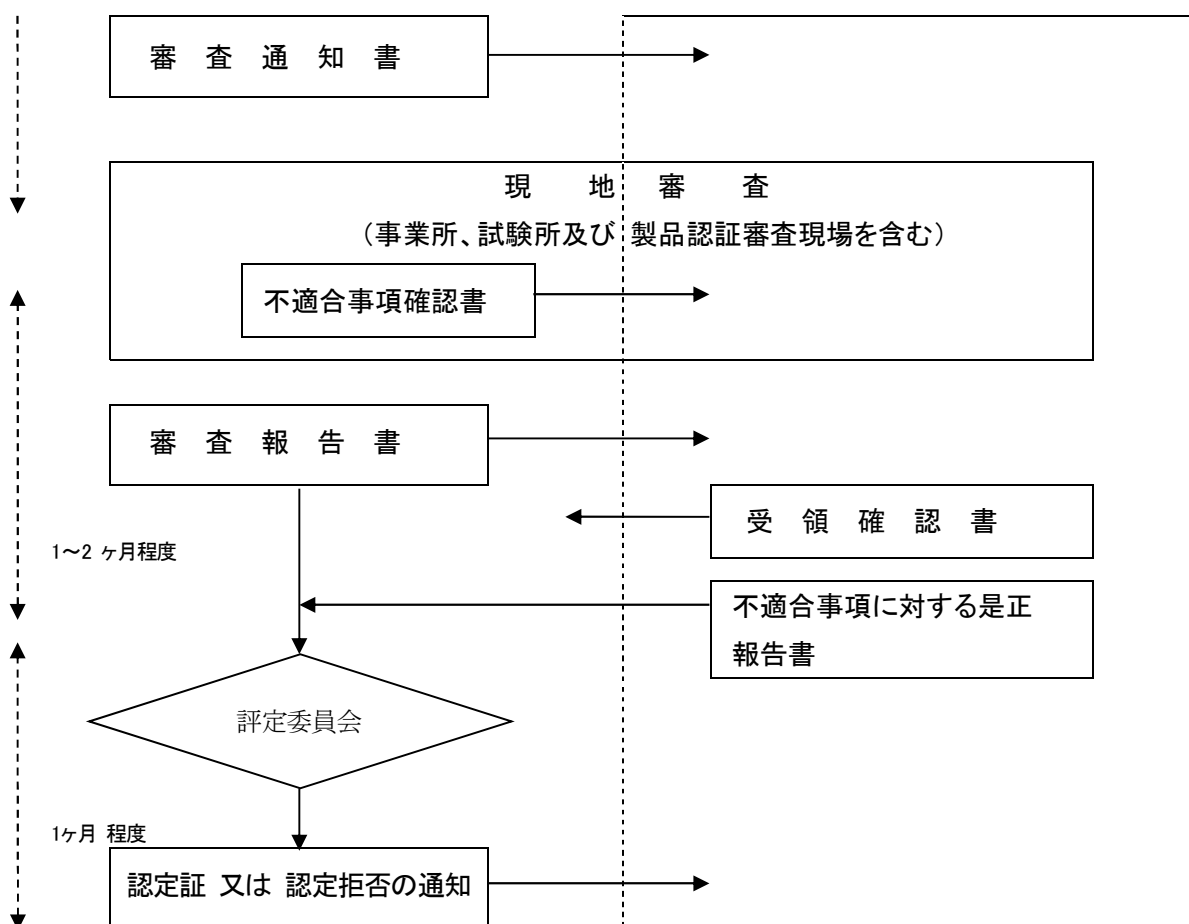 審 査 通 知 書
現 地 審 査
(事業所、試験所及び 製品認証審査現場を含む)
不適合事項確認書
審 査 報 告 書
受 領 確 認 書
1~2 ヶ月程度
不適合事項に対する是正
報告書
評定委員会
1ヶ月 程度
認定証 又は 認定拒否の通知